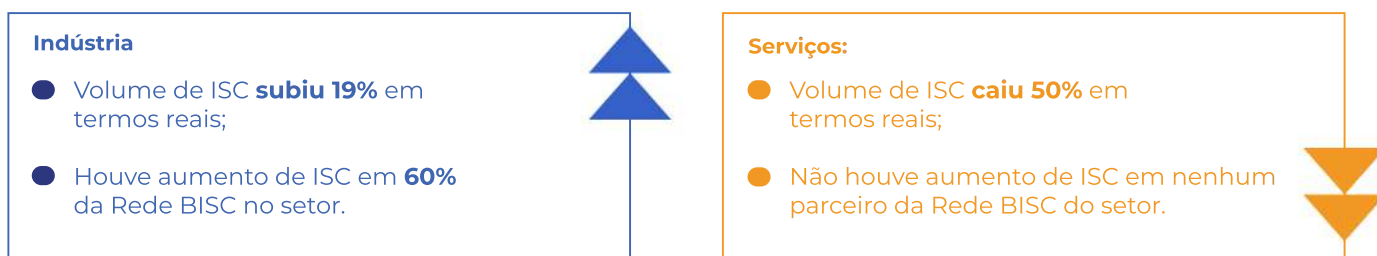 Indústria
Volume de ISC subiu 19% em
termos reais;
Houve aumento de ISC em 60%
da Rede BISC no setor.
Serviços:
Volume de ISC caiu 50% em
termos reais;
Não houve aumento de ISC em nenhum
parceiro da Rede BISC do setor.